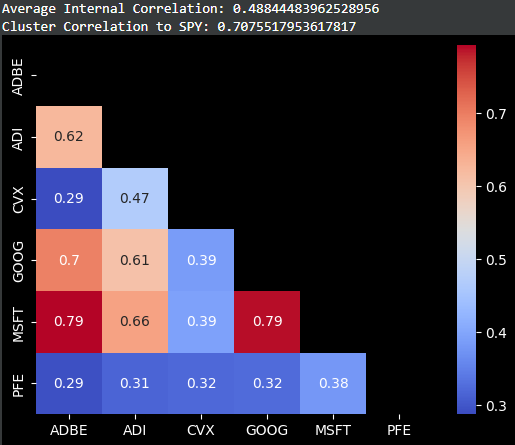 Average Internal Correlation: 0.48844483962528956
Cluster Correlation to SPY: 0.7075517953617817
ADBE
ADI 0.62
CVX 0.29 0.47
GOOG 0.7 0.61 0.39
MSFT 0.79 0.66 0.39 0.79
PFE 0.29 0.31 0.32 0.32 0.38
ADBE ADI CVX GOOG MSFT PFE
0.7
0.6
0.5
0.4
0.3